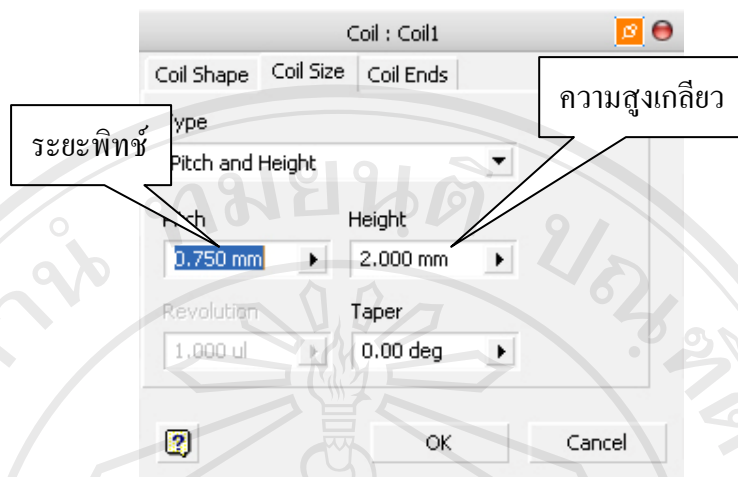 Coil : Coil1
Coil Shape Coil Size Coil Ends
ความสูงเกลียว
ระยะพิทช์
Type
Pitch and Height
Pitch Height
0.750 mm 2.000 mm
Revolution Taper
1.000 ul 0.00 deg
? OK Cancel